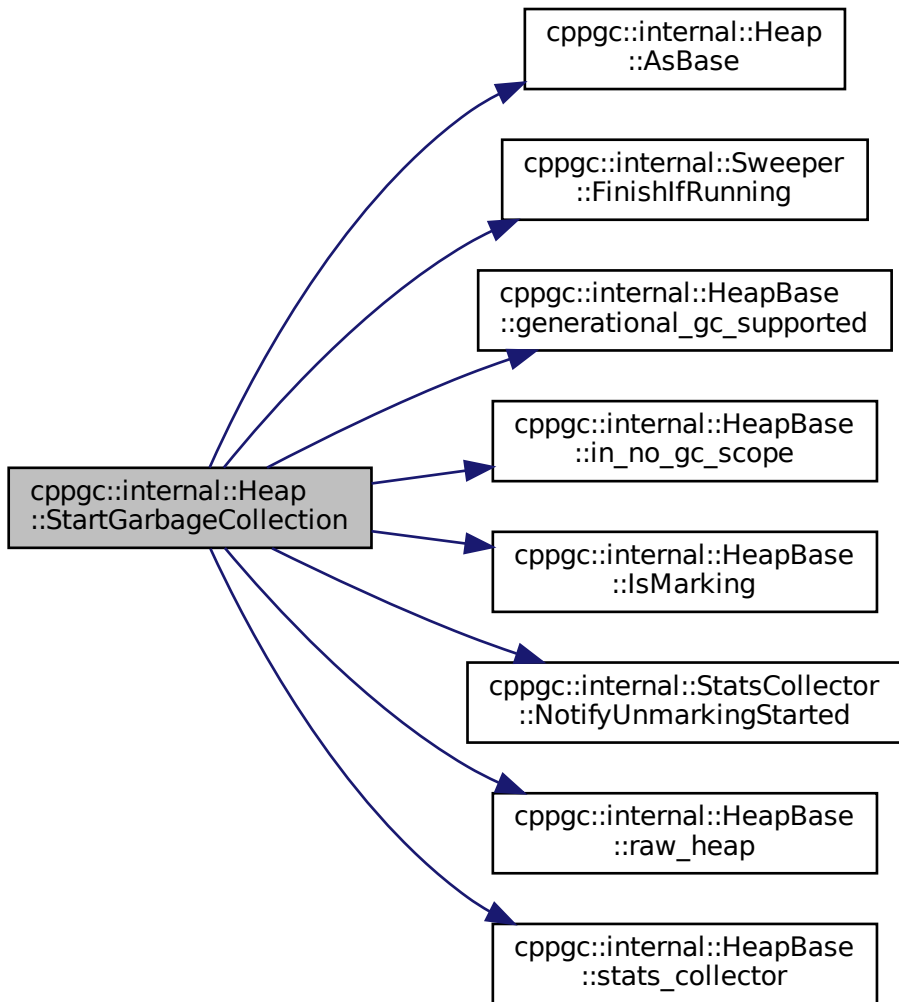 cppgc::internal::Heap
::AsBase
cppgc::internal::Sweeper
::FinishIfRunning
cppgc::internal::HeapBase
::generational_gc_supported
cppgc::internal::HeapBase
::in_no_gc_scope
cppgc::internal::Heap
::StartGarbageCollection
cppgc::internal::HeapBase
::IsMarking
cppgc::internal::StatsCollector
::NotifyUnmarkingStarted
cppgc::internal::HeapBase
::raw_heap
cppgc::internal::HeapBase
::stats_collector